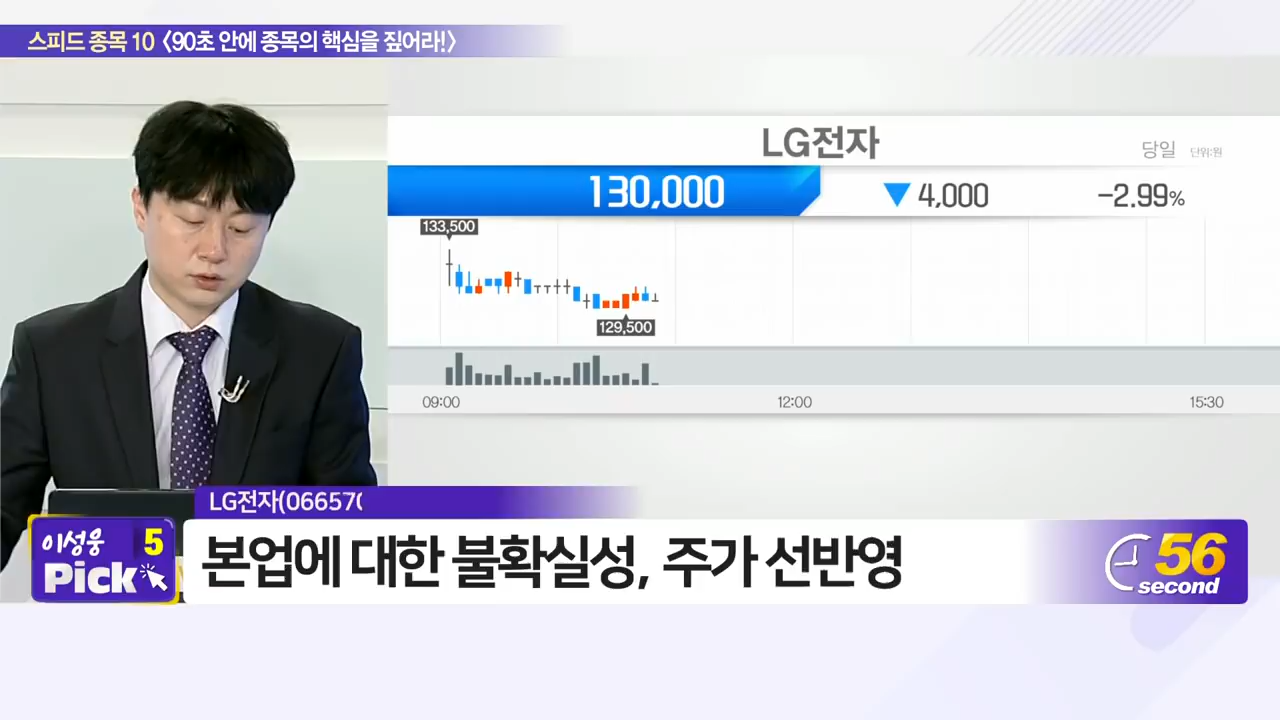 스피드 종목 10 <90초 안에 종목의 핵심을 짚어라!>
LG전자
당일 단위:원
130,000 ▼4,000 -2.99%
133,500
129,500
09:00 12:00 15:30
LG전자(06657
이성웅 5
Pick
본업에 대한 불확실성, 주가 선반영
56
second